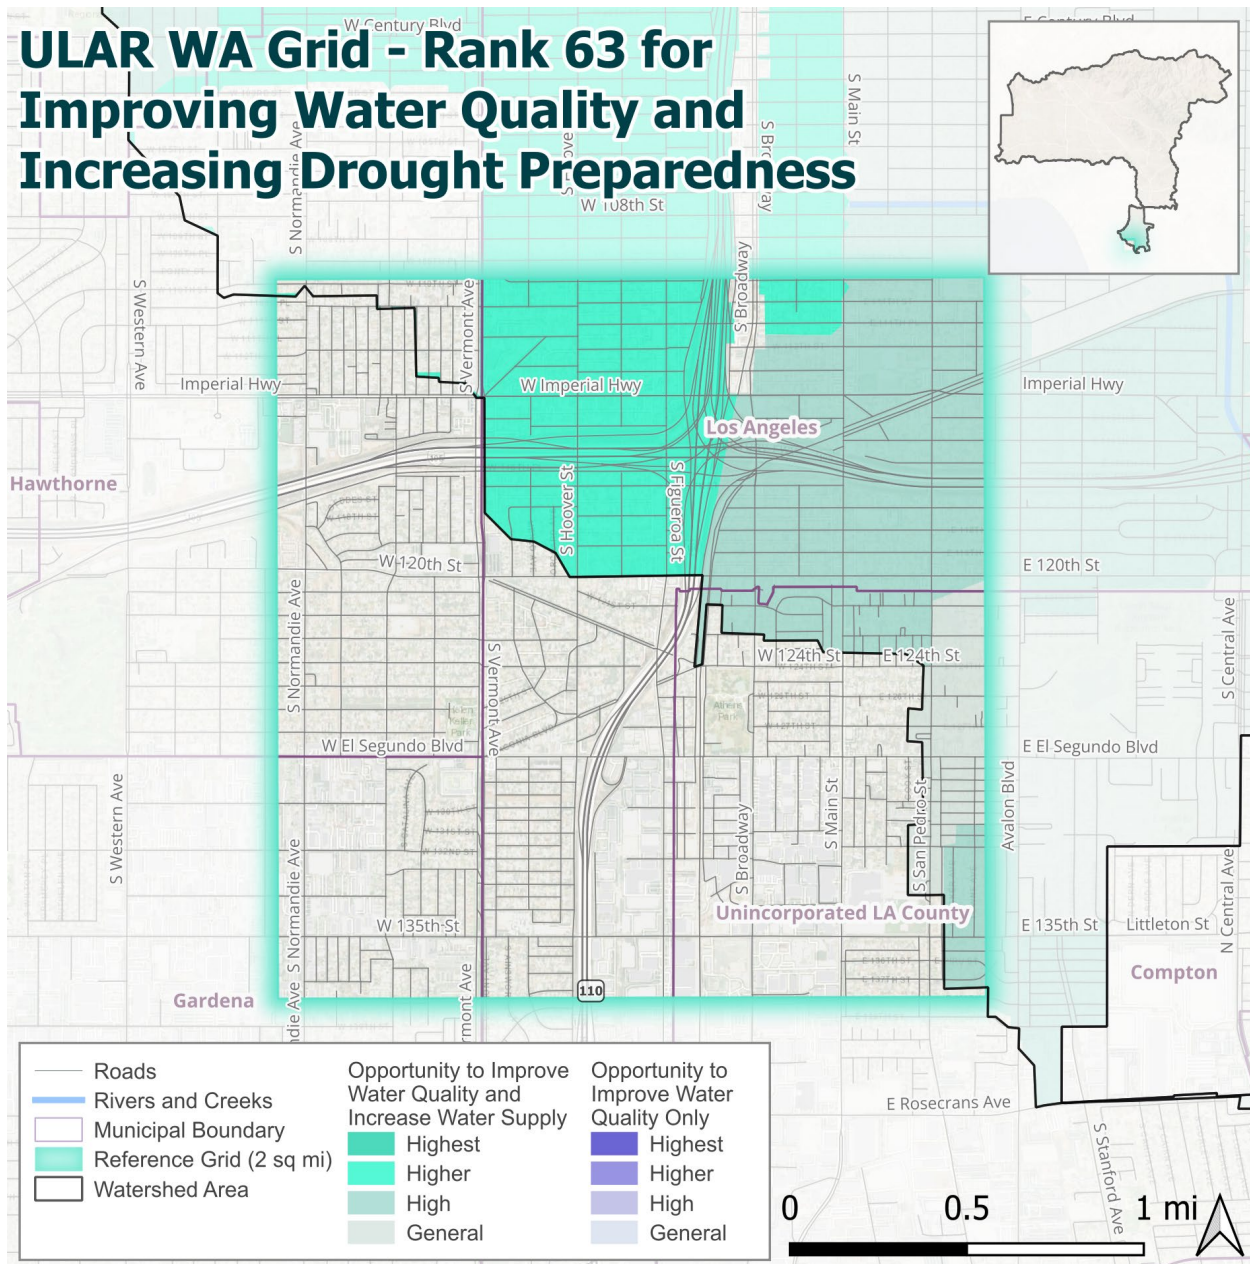 ULAR WA Grid - Rank 63 for
Improving Water Quality and
Increasing Drought Preparedness
W Century Blvd
E Century Blvd
S Main St
S Normandie Ave
W 108th St
S Broadway
S Western Ave
S Vermont Ave
Imperial Hwy
W Imperial Hwy
Imperial Hwy
Los Angeles
Hawthorne
S Hoover St
S Figueroa St
W 120th St
E 120th St
S Normandie Ave
S Vermont Ave
W 124th St
E 124th St
S Central Ave
W El Segundo Blvd
E El Segundo Blvd
S Western Ave
S Normandie Ave
S Broadway
S Main St
S San Pedro St
Avalon Blvd
N Central Ave
W 135th St
Unincorporated LA County
E 135th St
Littleton St
Compton
Gardena
110
E Rosecrans Ave
S Stanford Ave
Roads
Rivers and Creeks
Municipal Boundary
Reference Grid (2 sq mi)
Watershed Area
Opportunity to Improve
Water Quality and
Increase Water Supply
Highest
Higher
High
General
Opportunity to
Improve Water
Quality Only
Highest
Higher
High
General
0 0.5 1 mi